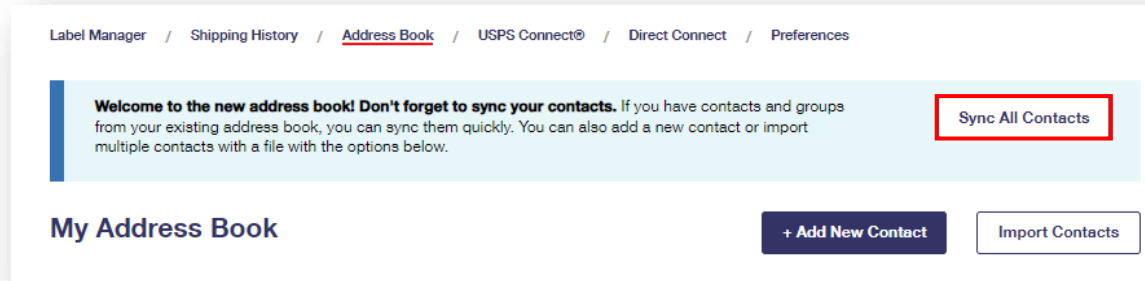 Label Manager / Shipping History / Address Book / USPS Connect® / Direct Connect / Preferences
Welcome to the new address book! Don't forget to sync your contacts. If you have contacts and groups
from your existing address book, you can sync them quickly. You can also add a new contact or import
multiple contacts with a file with the options below.
Sync All Contacts
My Address Book
+ Add New Contact
Import Contacts